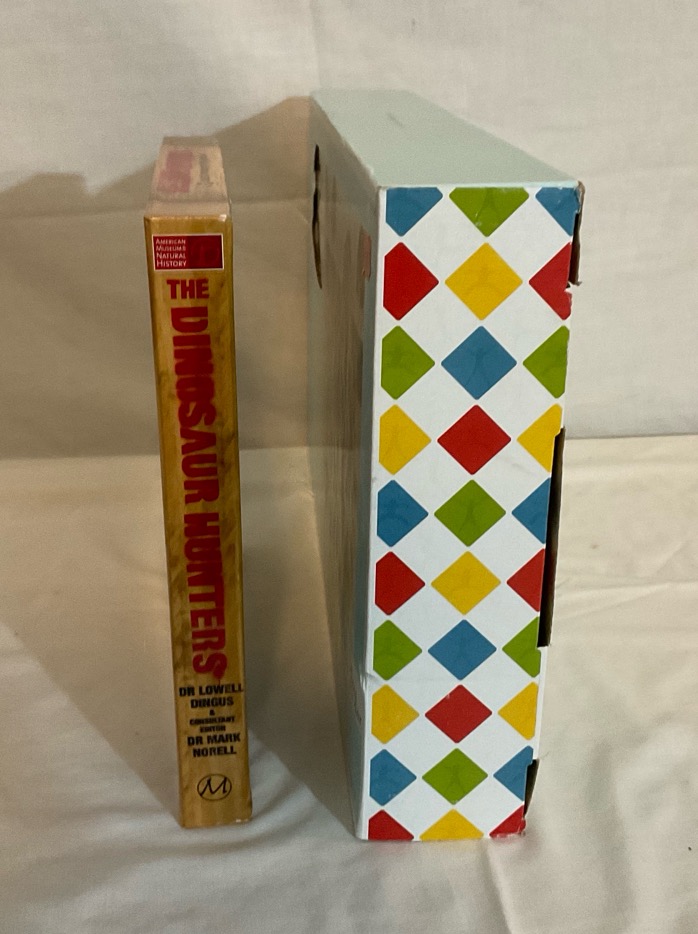 AMERICAN
MUSEUM &
NATURAL
HISTORY
THE
DINOSAUR HUNTERS
DR LOWELL
DINGUS
&
CONSULTANT
EDITOR
DR MARK
NORELL
M